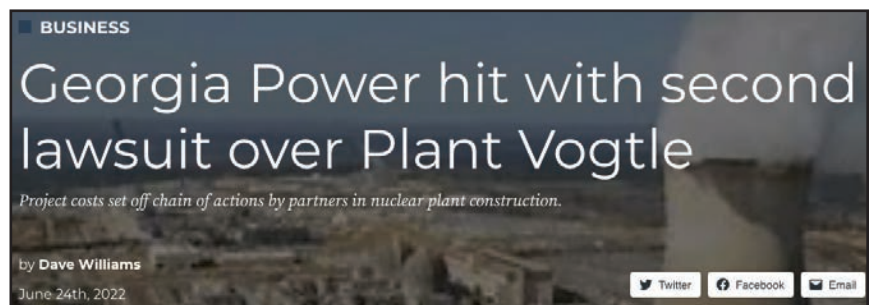 BUSINESS
Georgia Power hit with second
lawsuit over Plant Vogtle
Project costs set off chain of actions by partners in nuclear plant construction.
by Dave Williams
June 24th, 2022
Twitter
Facebook
Email